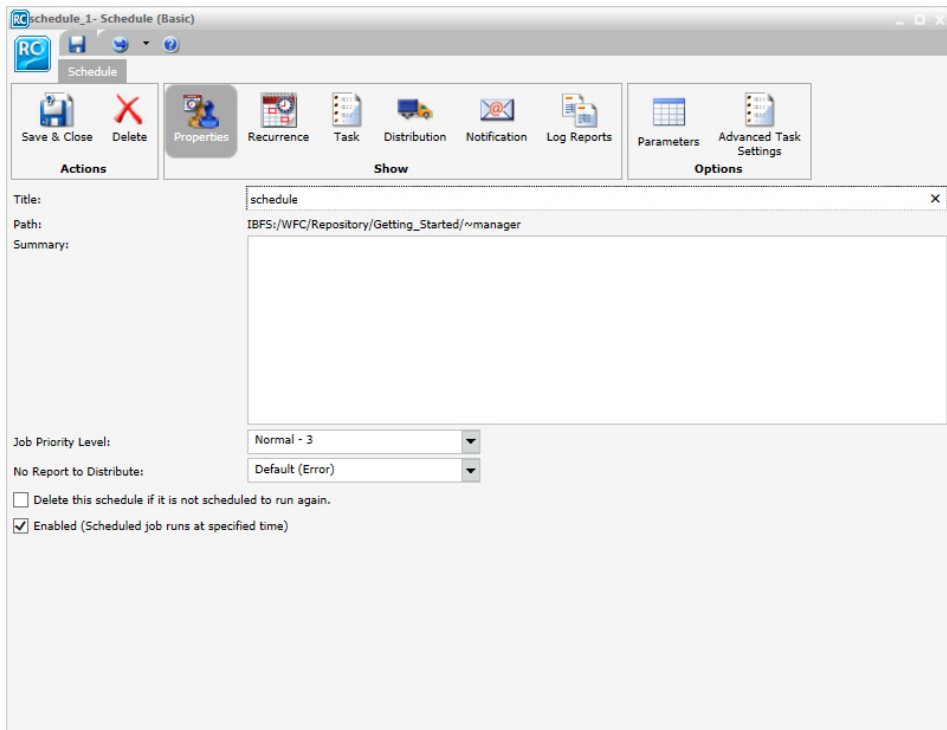 RC schedule_1- Schedule (Basic)
RC
Schedule
Save & Close Delete Properties Recurrence Task Distribution Notification Log Reports Parameters Advanced Task Settings
Actions Show Options
Title: schedule
Path: IBFS:/WFC/Repository/Getting_Started/~manager
Summary:
Job Priority Level: Normal - 3
No Report to Distribute: Default (Error)
Delete this schedule if it is not scheduled to run again.
Enabled (Scheduled job runs at specified time)